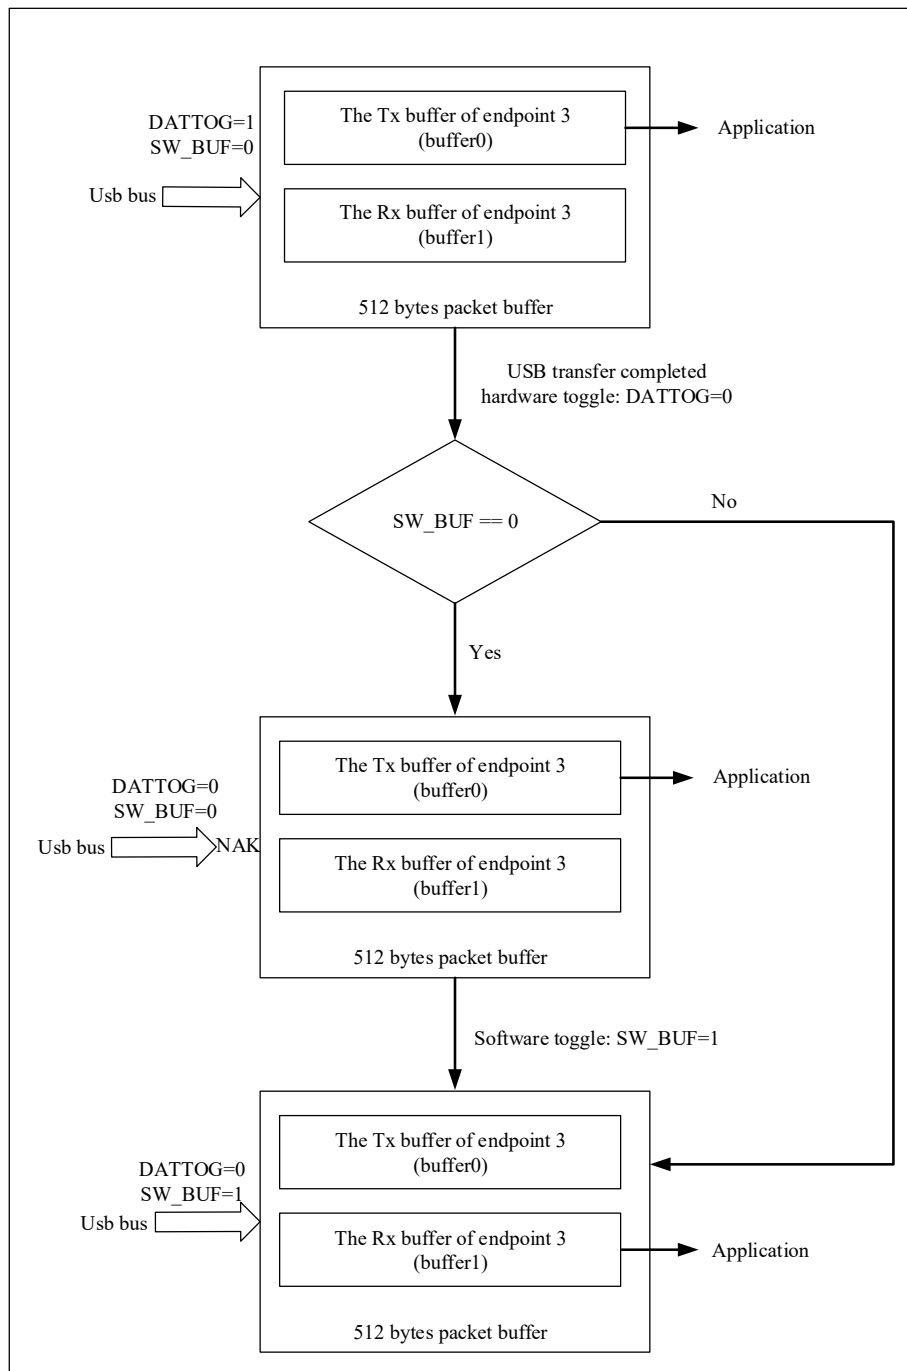 DATTOG=1
SW_BUF=0
Usb bus
The Tx buffer of endpoint 3
(buffer0)
Application
The Rx buffer of endpoint 3
(buffer1)
512 bytes packet buffer
USB transfer completed
hardware toggle: DATTOG=0
SW_BUF == 0
No
Yes
DATTOG=0
SW_BUF=0
Usb bus
NAK
The Tx buffer of endpoint 3
(buffer0)
Application
The Rx buffer of endpoint 3
(buffer1)
512 bytes packet buffer
Software toggle: SW_BUF=1
DATTOG=0
SW_BUF=1
Usb bus
The Tx buffer of endpoint 3
(buffer0)
The Rx buffer of endpoint 3
(buffer1)
Application
512 bytes packet buffer